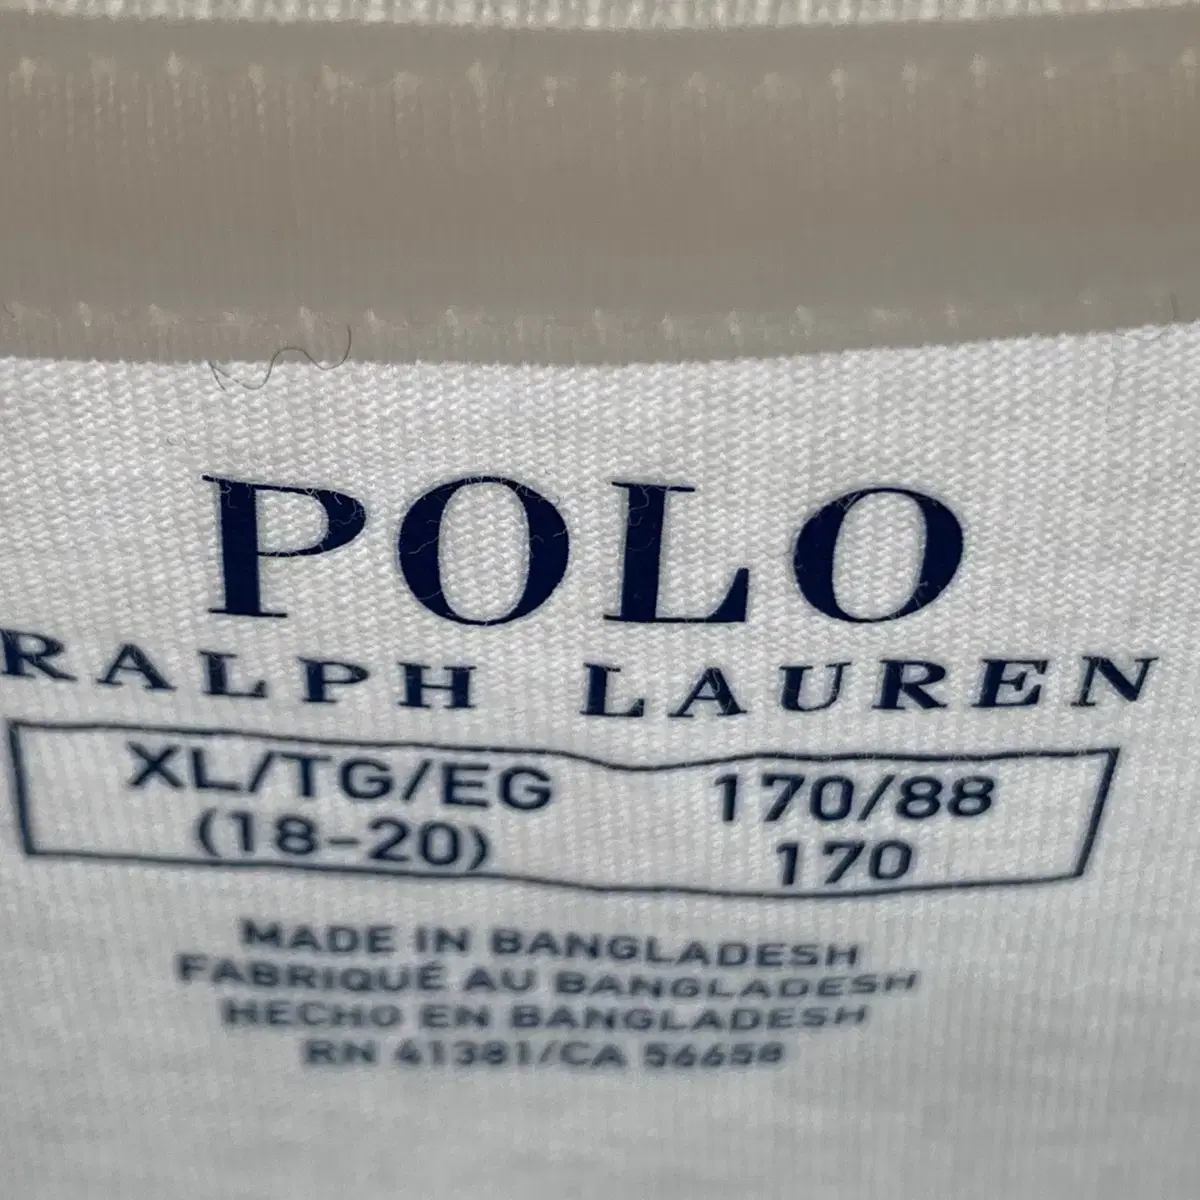 POLO
RALPH LAUREN
XL/TG/EG 170/88
(18-20) 170
MADE IN BANGLADESH
FABRIQUÉ AU BANGLADESH
HECHO EN BANGLADESH
RN 41381/CA 56658